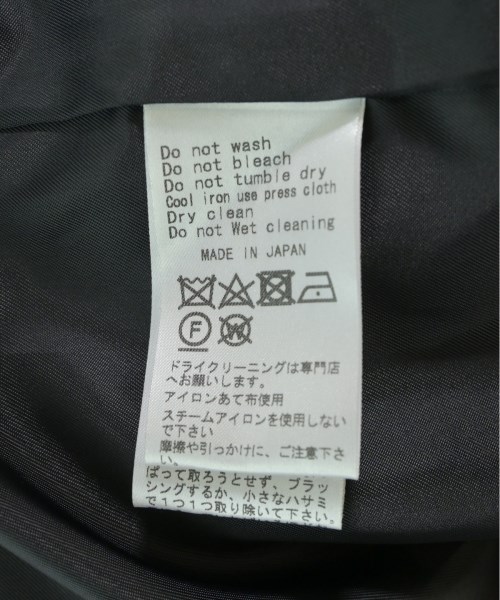 Do not wash
Do not bleach
Do not tumble dry
Cool iron use press cloth
Dry clean
Do not Wet cleaning
MADE IN JAPAN
F W
ドライクリーニングは専門店
へお願いします。
アイロンあて布使用
スチームアイロンを使用しない
で下さい
摩擦や引っかけに、ご注意下さ
い。
ぱって取ろうとせず、ブラッ
シングするか、小さなハサミ
で1つ1つ取り除いて下さい。